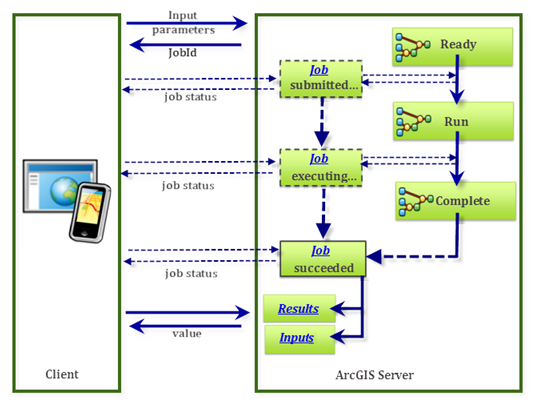 Input
parameters
JobId
Job
submitted...
Ready
job status
Run
Job
executing...
job status
Complete
Job
succeeded
job status
Results
Inputs
value
Client
ArcGIS Server